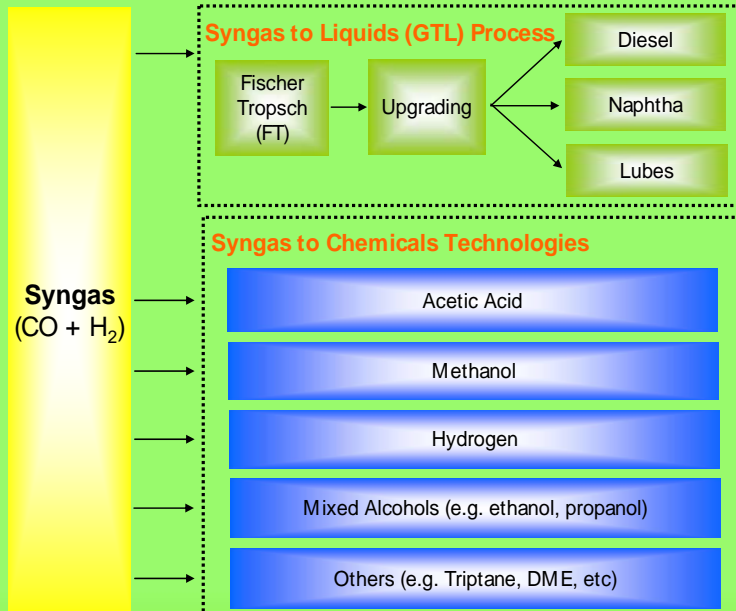 Syngas
(CO + H₂)
Syngas to Liquids (GTL) Process
Fischer
Tropsch
(FT)
Upgrading
Diesel
Naphtha
Lubes
Syngas to Chemicals Technologies
Acetic Acid
Methanol
Hydrogen
Mixed Alcohols (e.g. ethanol, propanol)
Others (e.g. Triptane, DME, etc)